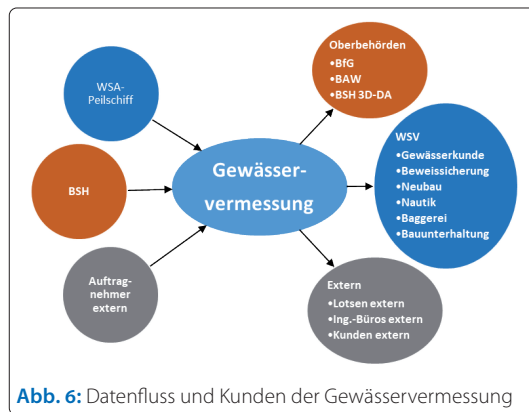 WSA-
Peilschiff
BSH
Auftrag-
nehmer
extern
Gewässer-
vermessung
Oberbehörden
•BfG
•BAW
•BSH 3D-DA
WSV
•Gewässerkunde
•Beweissicherung
•Neubau
•Nautik
•Baggerei
•Bauunterhaltung
Extern
•Lotsen extern
•Ing.-Büros extern
•Kunden extern
Abb. 6: Datenfluss und Kunden der Gewässervermessung